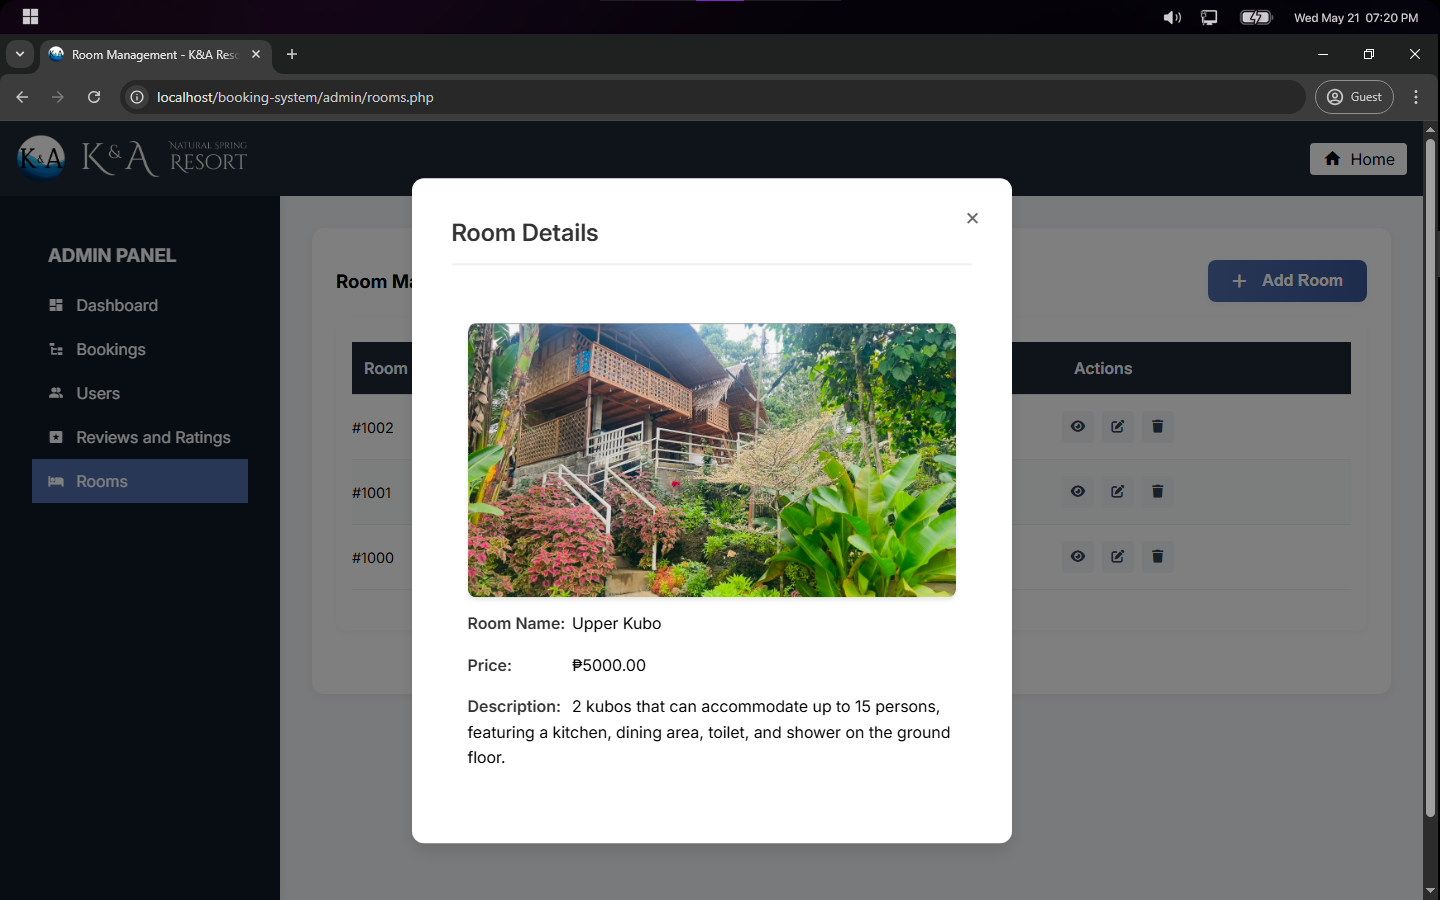 Wed May 21 07:20 PM
Room Management - K&A Reso
localhost/booking-system/admin/rooms.php
Guest
K&A
K&A NATURAL SPRING RESORT
Home
ADMIN PANEL
Dashboard
Bookings
Users
Reviews and Ratings
Rooms
Room Ma
Add Room
Room
Actions
#1002
#1001
#1000
Room Details
Room Name: Upper Kubo
Price: ₱5000.00
Description: 2 kubos that can accommodate up to 15 persons,
featuring a kitchen, dining area, toilet, and shower on the ground
floor.